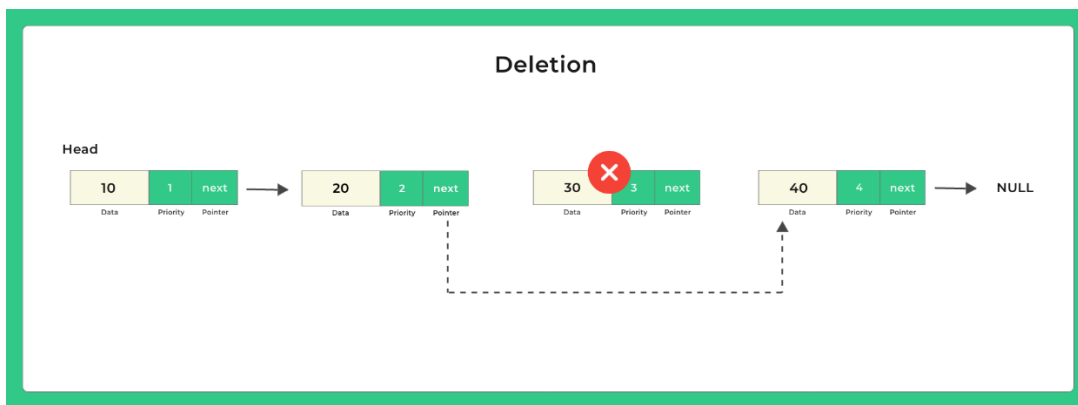 Deletion
Head
10 1 next
Data Priority Pointer
20 2 next
Data Priority Pointer
30 3 next
Data Priority Pointer
40 4 next
Data Priority Pointer
NULL